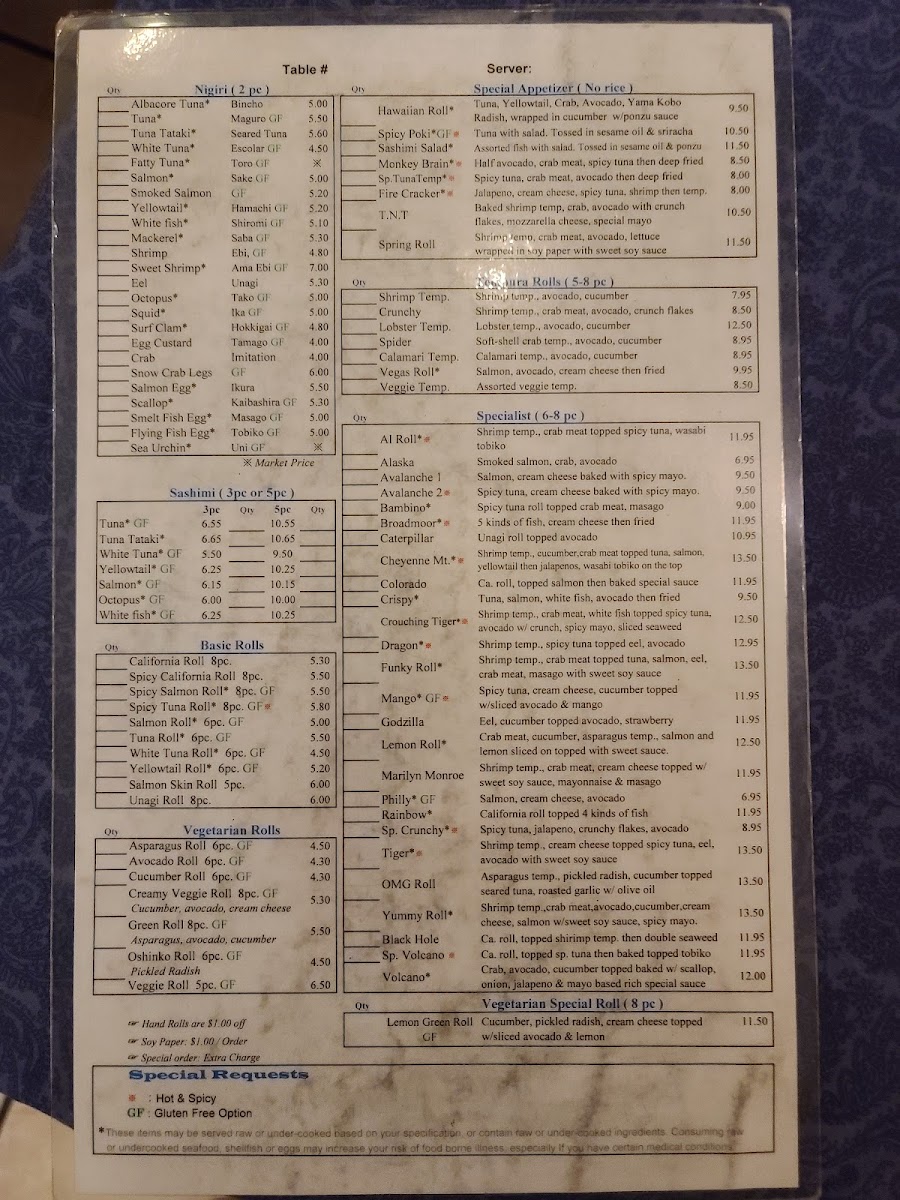 Table #
Server:
Qty Nigiri ( 2 pc )
Albacore Tuna* Bincho 5.00
Tuna* Maguro GF 5.50
Tuna Tataki* Seared Tuna 5.60
White Tuna* Escolar GF 4.50
Fatty Tuna* Toro GF ※
Salmon* Sake GF 5.00
Smoked Salmon GF 5.20
Yellowtail* Hamachi GF 5.20
White fish* Shiromi GF 5.10
Mackerel* Saba GF 5.30
Shrimp Ebi, GF 4.80
Sweet Shrimp* Ama Ebi GF 7.00
Eel Unagi 5.30
Octopus* Tako GF 5.00
Squid* Ika GF 5.00
Surf Clam* Hokkigai GF 4.80
Egg Custard Tamago GF 4.00
Crab Imitation 4.00
Snow Crab Legs GF 6.00
Salmon Egg* Ikura 5.50
Scallop* Kaibashira GF 5.30
Smelt Fish Egg* Masago GF 5.00
Flying Fish Egg* Tobiko GF 5.00
Sea Urchin* Uni GF ※
※ Market Price
Sashimi ( 3pc or 5pc )
3pc Qty 5pc Qty
Tuna* GF 6.55 10.55
Tuna Tataki* 6.65 10.65
White Tuna* GF 5.50 9.50
Yellowtail* GF 6.25 10.25
Salmon* GF 6.15 10.15
Octopus* GF 6.00 10.00
White fish* GF 6.25 10.25
Qty Basic Rolls
California Roll 8pc. 5.30
Spicy California Roll 8pc. 5.50
Spicy Salmon Roll* 8pc. GF 5.50
Spicy Tuna Roll* 8pc. GF※ 5.80
Salmon Roll* 6pc. GF 5.00
Tuna Roll* 6pc. GF 5.50
White Tuna Roll* 6pc. GF 4.50
Yellowtail Roll* 6pc. GF 5.20
Salmon Skin Roll 5pc. 6.00
Unagi Roll 8pc. 6.00
Qty Vegetarian Rolls
Asparagus Roll 6pc. GF 4.50
Avocado Roll 6pc. GF 4.30
Cucumber Roll 6pc. GF 4.30
Creamy Veggie Roll 8pc. GF 5.30
Cucumber, avocado, cream cheese
Green Roll 8pc. GF 5.50
Asparagus, avocado, cucumber
Oshinko Roll 6pc. GF 4.50
Pickled Radish
Veggie Roll 5pc. GF 6.50
☞ Hand Rolls are $1.00 off
☞ Soy Paper: $1.00 / Order
☞ Special order: Extra Charge
Qty Special Appetizer ( No rice )
Hawaiian Roll* Tuna, Yellowtail, Crab, Avocado, Yama Kobo 9.50
Radish, wrapped in cucumber w/ponzu sauce
Spicy Poki*GF※ Tuna with salad. Tossed in sesame oil & sriracha 10.50
Sashimi Salad* Assorted fish with salad. Tossed in sesame oil & ponzu 11.50
Monkey Brain*※ Half avocado, crab meat, spicy tuna then deep fried 8.50
Sp.TunaTemp*※ Spicy tuna, crab meat, avocado then deep fried 8.00
Fire Cracker*※ Jalapeno, cream cheese, spicy tuna, shrimp then temp. 8.00
T.N.T Baked shrimp temp, crab, avocado with crunch 10.50
flakes, mozzarella cheese, special mayo
Spring Roll Shrimp temp, crab meat, avocado, lettuce 11.50
wrapped in soy paper with sweet soy sauce
Qty Tempura Rolls ( 5-8 pc )
Shrimp Temp. Shrimp temp., avocado, cucumber 7.95
Crunchy Shrimp temp., crab meat, avocado, crunch flakes 8.50
Lobster Temp. Lobster temp., avocado, cucumber 12.50
Spider Soft-shell crab temp., avocado, cucumber 8.95
Calamari Temp. Calamari temp., avocado, cucumber 8.95
Vegas Roll* Salmon, avocado, cream cheese then fried 9.95
Veggie Temp. Assorted veggie temp. 8.50
Qty Specialist ( 6-8 pc )
AI Roll*※ Shrimp temp., crab meat topped spicy tuna, wasabi 11.95
tobiko
Alaska Smoked salmon, crab, avocado 6.95
Avalanche 1 Salmon, cream cheese baked with spicy mayo. 9.50
Avalanche 2※ Spicy tuna, cream cheese baked with spicy mayo. 9.50
Bambino* Spicy tuna roll topped crab meat, masago 9.00
Broadmoor*※ 5 kinds of fish, cream cheese then fried 11.95
Caterpillar Unagi roll topped avocado 10.95
Cheyenne Mt.*※ Shrimp temp., cucumber,crab meat topped tuna, salmon, 13.50
yellowtail then jalapenos, wasabi tobiko on the top
Colorado Ca. roll, topped salmon then baked special sauce 11.95
Crispy* Tuna, salmon, white fish, avocado then fried 9.50
Crouching Tiger*※ Shrimp temp., crab meat, white fish topped spicy tuna, 12.50
avocado w/ crunch, spicy mayo, sliced seaweed
Dragon*※ Shrimp temp., spicy tuna topped eel, avocado 12.95
Funky Roll* Shrimp temp., crab meat topped tuna, salmon, eel, 13.50
crab meat, masago with sweet soy sauce
Mango* GF※ Spicy tuna, cream cheese, cucumber topped 11.95
w/sliced avocado & mango
Godzilla Eel, cucumber topped avocado, strawberry 11.95
Lemon Roll* Crab meat, cucumber, asparagus temp., salmon and 12.50
lemon sliced on topped with sweet sauce.
Marilyn Monroe Shrimp temp., crab meat, cream cheese topped w/ 11.95
sweet soy sauce, mayonnaise & masago
Philly* GF Salmon, cream cheese, avocado 6.95
Rainbow* California roll topped 4 kinds of fish 11.95
Sp. Crunchy*※ Spicy tuna, jalapeno, crunchy flakes, avocado 8.95
Tiger*※ Shrimp temp., cream cheese topped spicy tuna, eel, 13.50
avocado with sweet soy sauce
OMG Roll Asparagus temp., pickled radish, cucumber topped 13.50
seared tuna, roasted garlic w/ olive oil
Yummy Roll* Shrimp temp.,crab meat,avocado,cucumber,cream 13.50
cheese, salmon w/sweet soy sauce, spicy mayo.
Black Hole Ca. roll, topped shirimp temp. then double seaweed 11.95
Sp. Volcano ※ Ca. roll, topped sp. tuna then baked topped tobiko 11.95
Volcano* Crab, avocado, cucumber topped baked w/ scallop, 12.00
onion, jalapeno & mayo based rich special sauce
Qty Vegetarian Special Roll ( 8 pc )
Lemon Green Roll Cucumber, pickled radish, cream cheese topped 11.50
GF w/sliced avocado & lemon
Special Requests
※ : Hot & Spicy
GF : Gluten Free Option
*These items may be served raw or under-cooked based on your specification, or contain raw or under-cooked ingredients. Consuming raw
or undercooked seafood, shellfish or eggs may increase your risk of food borne illness, especially if you have certain medical conditions.